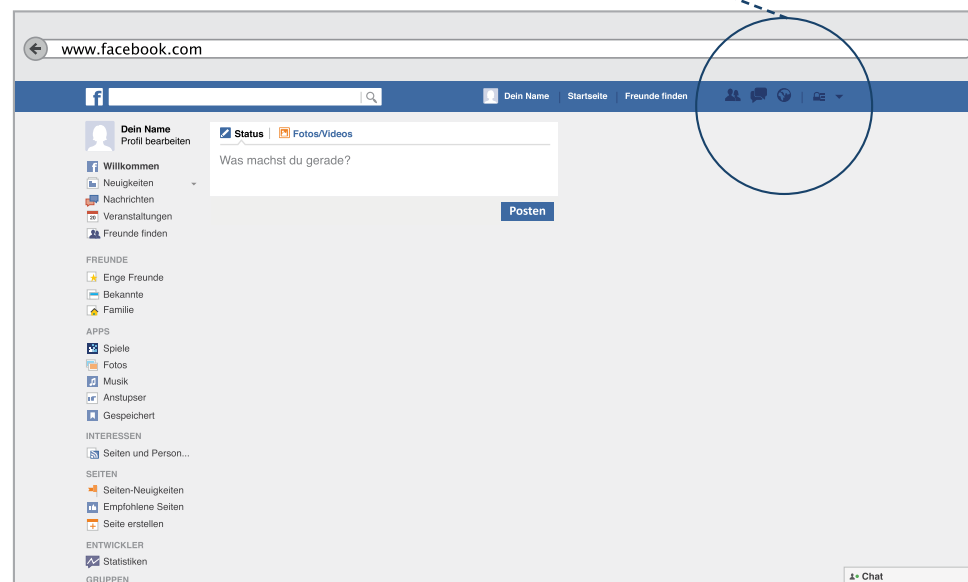 www.facebook.com
f
Dein Name Startseite Freunde finden
Dein Name
Profil bearbeiten
Status Fotos/Videos
Was machst du gerade?
Posten
Willkommen
Neuigkeiten
Nachrichten
Veranstaltungen
Freunde finden
FREUNDE
Enge Freunde
Bekannte
Familie
APPS
Spiele
Fotos
Musik
Anstupser
Gespeichert
INTERESSEN
Seiten und Person...
SEITEN
Seiten-Neuigkeiten
Empfohlene Seiten
Seite erstellen
ENTWICKLER
Statistiken
GRUPPEN
Chat